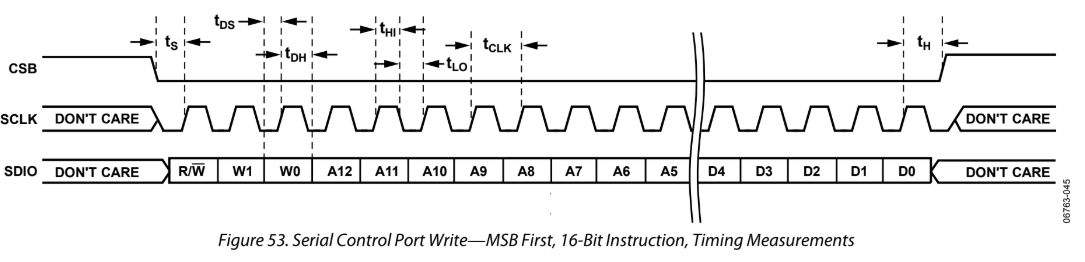 tDS
tHI
tS
tCLK
tH
tDH
tLO
CSB
SCLK DON'T CARE DON'T CARE
SDIO DON'T CARE R/W̅ W1 W0 A12 A11 A10 A9 A8 A7 A6 A5 D4 D3 D2 D1 D0 DON'T CARE
06763-045
Figure 53. Serial Control Port Write—MSB First, 16-Bit Instruction, Timing Measurements